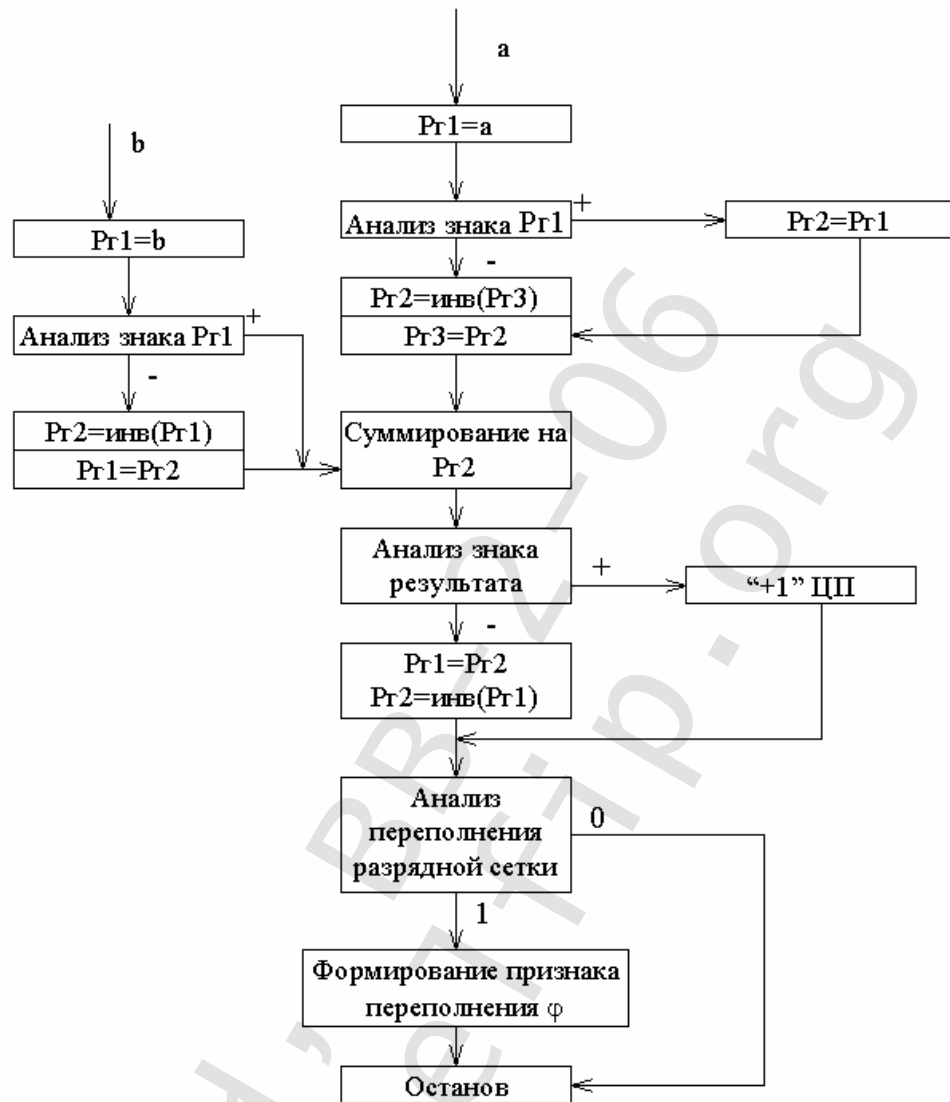 a
Рг1=a
b
+
Анализ знака Рг1
Рг2=Рг1
Рг1=b
-
Рг2=инв(Рг3)
Рг3=Рг2
+
Анализ знака Рг1
-
Рг2=инв(Рг1)
Рг1=Рг2
Суммирование на
Рг2
Анализ знака
результата
+
“+1” ЦП
-
Рг1=Рг2
Рг2=инв(Рг1)
Анализ
переполнения
разрядной сетки
0
1
Формирование признака
переполнения φ
Останов